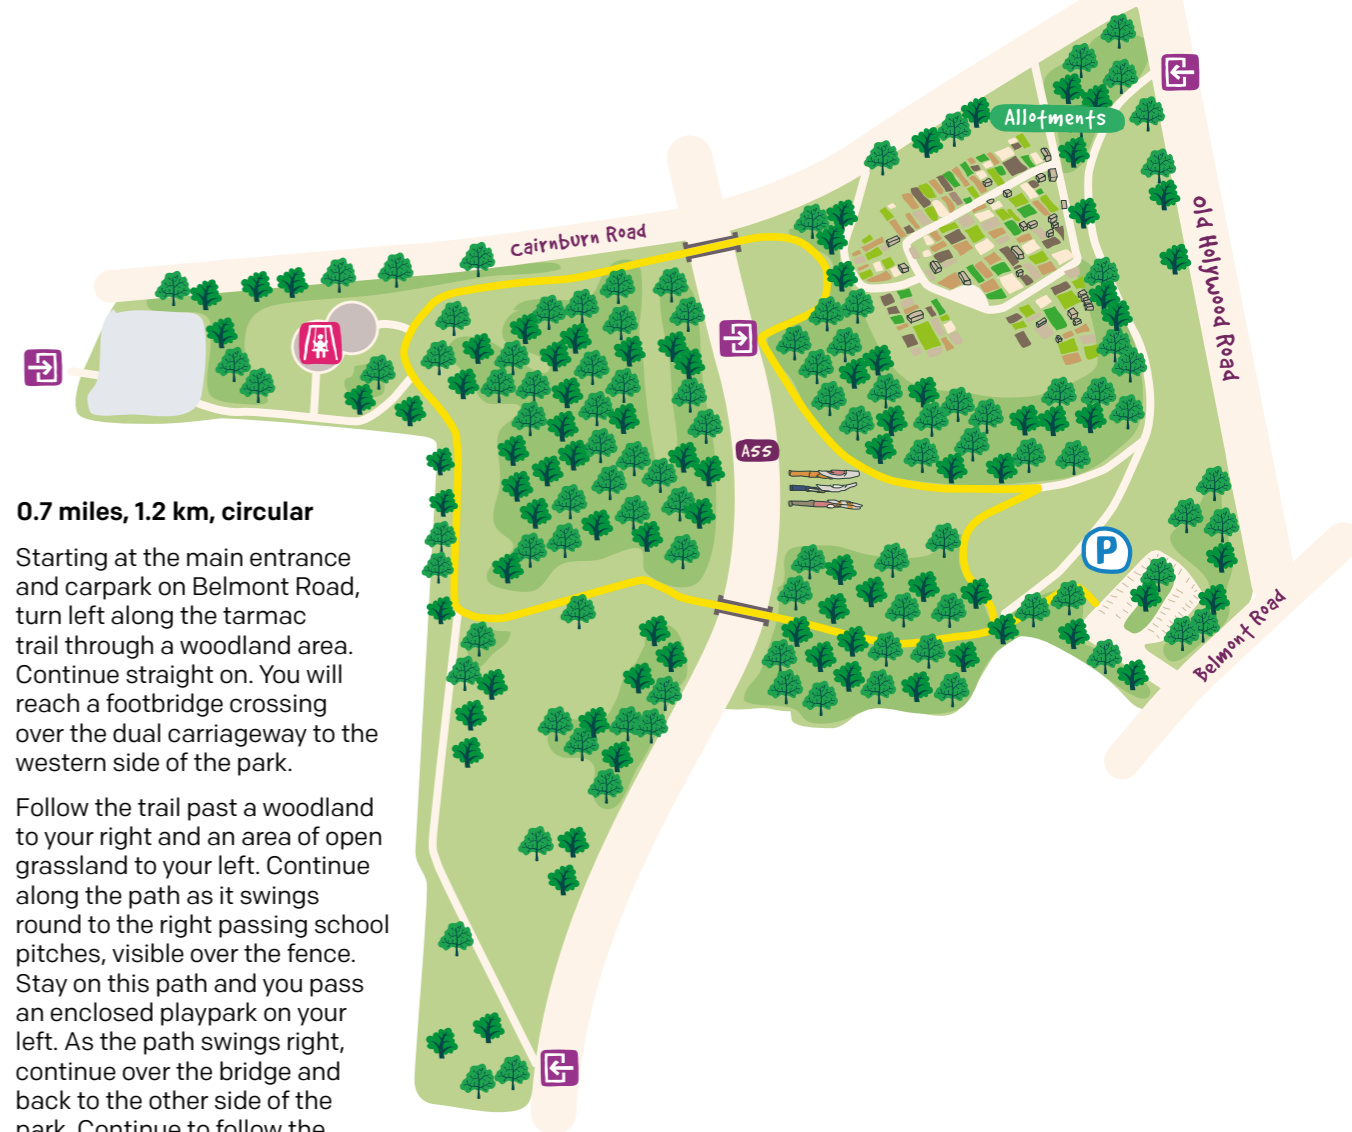 Allotments
Cairnburn Road
old Holywood Road
A55
P
Belmont Road
0.7 miles, 1.2 km, circular
Starting at the main entrance
and carpark on Belmont Road,
turn left along the tarmac
trail through a woodland area.
Continue straight on. You will
reach a footbridge crossing
over the dual carriageway to the
western side of the park.
Follow the trail past a woodland
to your right and an area of open
grassland to your left. Continue
along the path as it swings
round to the right passing school
pitches, visible over the fence.
Stay on this path and you pass
an enclosed playpark on your
left. As the path swings right,
continue over the bridge and
back to the other side of the
park. Continue to follow the